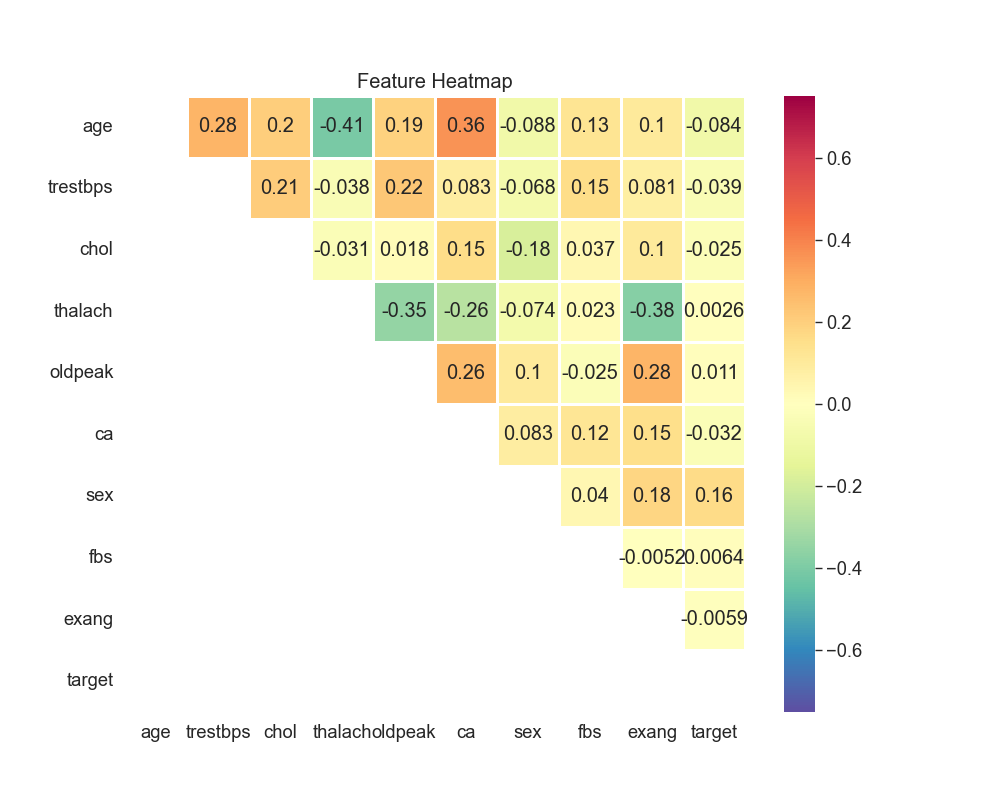 Feature Heatmap
age 0.28 0.2 -0.41 0.19 0.36 -0.088 0.13 0.1 -0.084
trestbps 0.21 -0.038 0.22 0.083 -0.068 0.15 0.081 -0.039
chol -0.031 0.018 0.15 -0.18 0.037 0.1 -0.025
thalach -0.35 -0.26 -0.074 0.023 -0.38 0.0026
oldpeak 0.26 0.1 -0.025 0.28 0.011
ca 0.083 0.12 0.15 -0.032
sex 0.04 0.18 0.16
fbs -0.0052 0.0064
exang -0.0059
target
age trestbps chol thalach oldpeak ca sex fbs exang target
0.6
0.4
0.2
0.0
−0.2
−0.4
−0.6